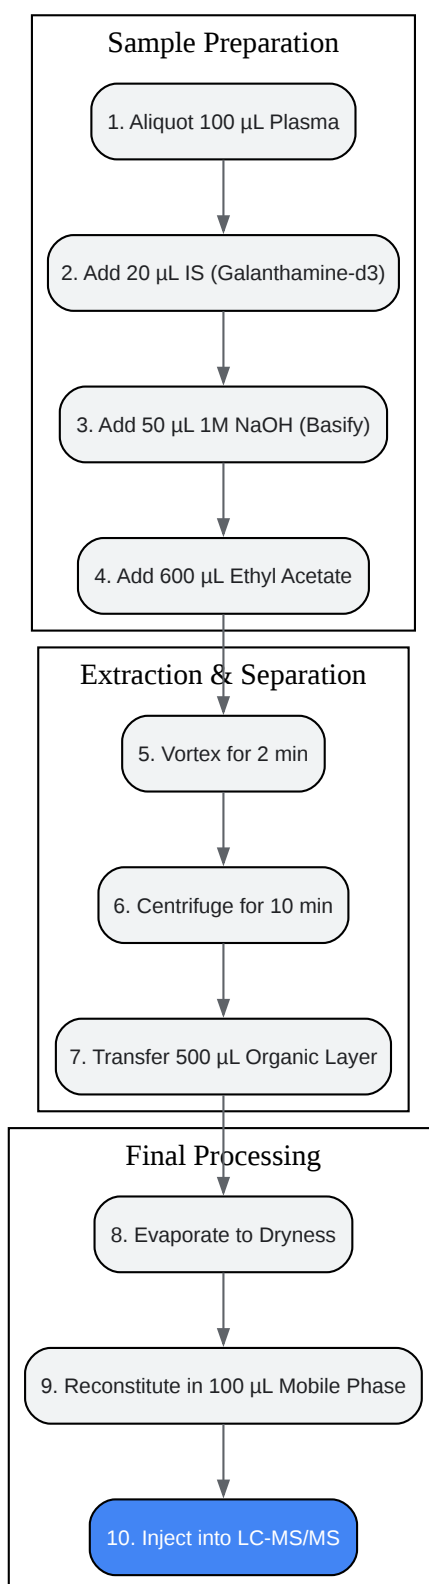 Sample Preparation
1. Aliquot 100 µL Plasma
2. Add 20 µL IS (Galanthamine-d3)
3. Add 50 µL 1M NaOH (Basify)
4. Add 600 µL Ethyl Acetate
Extraction & Separation
5. Vortex for 2 min
6. Centrifuge for 10 min
7. Transfer 500 µL Organic Layer
Final Processing
8. Evaporate to Dryness
9. Reconstitute in 100 µL Mobile Phase
10. Inject into LC-MS/MS